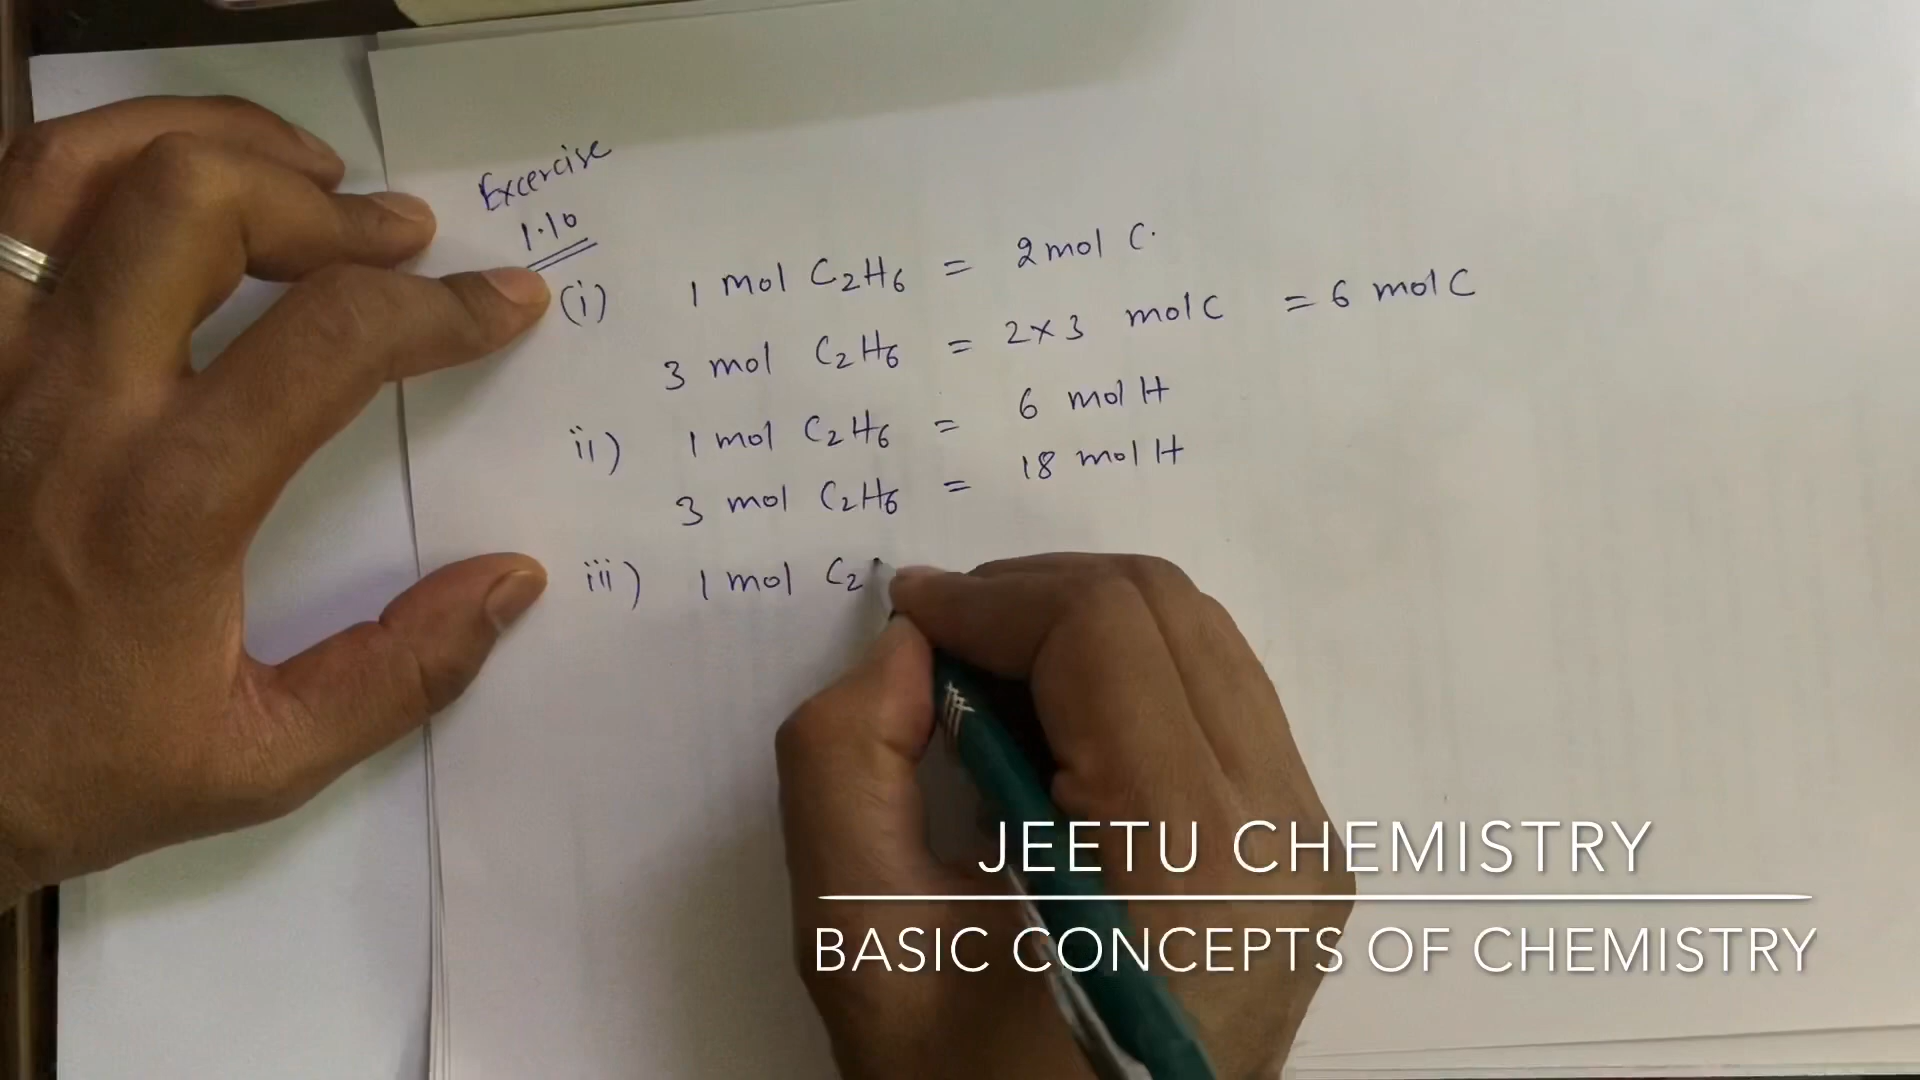 Excercise
1.10
(i) 1 mol C2H6 = 2 mol C.
3 mol C2H6 = 2×3 mol C = 6 mol C
ii) 1 mol C2H6 = 6 mol H
3 mol C2H6 = 18 mol H
iii) 1 mol C2
JEETU CHEMISTRY
BASIC CONCEPTS OF CHEMISTRY